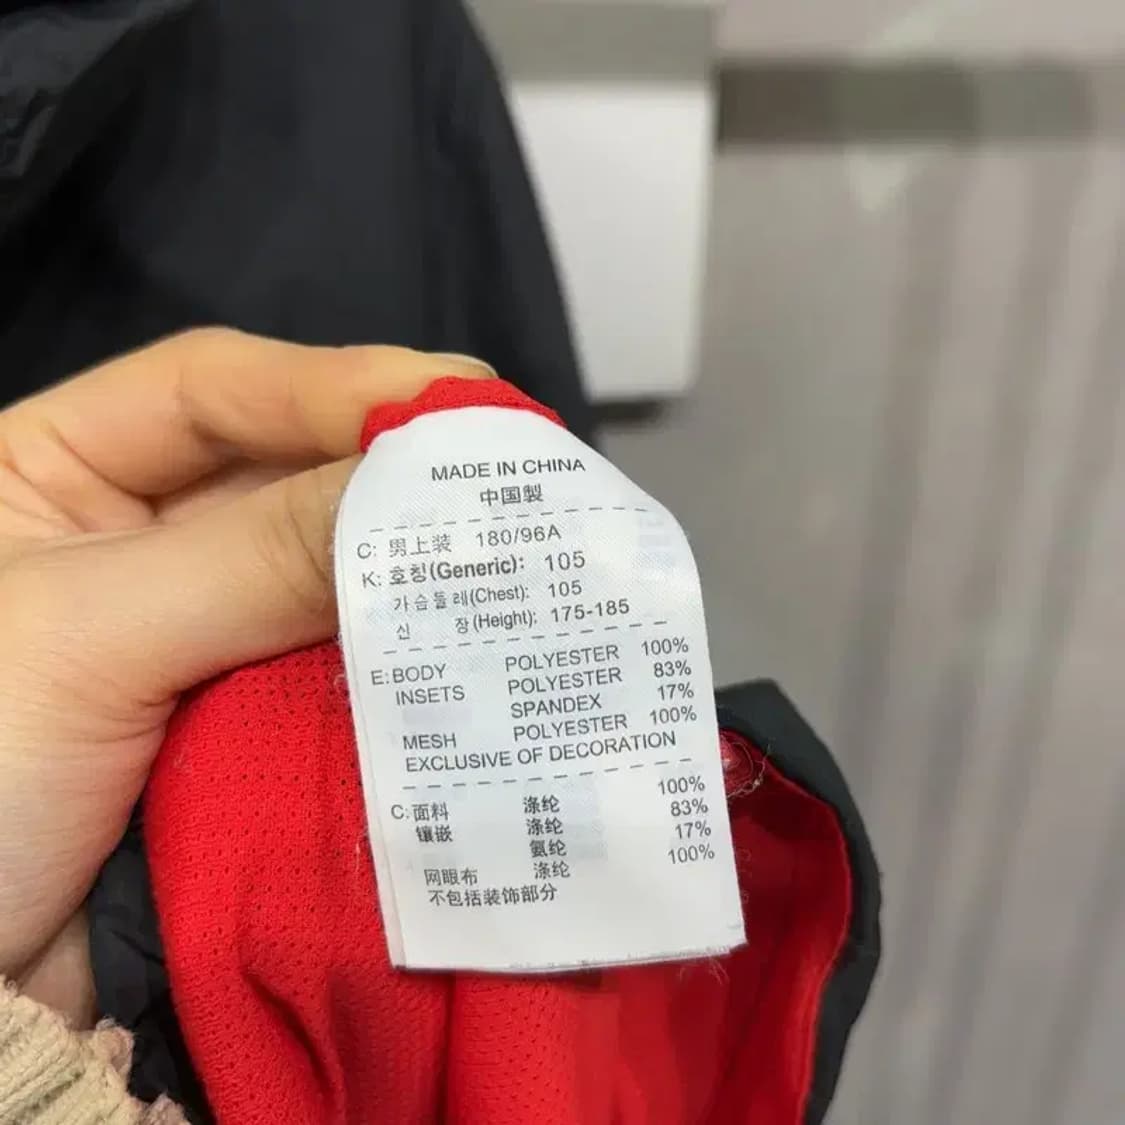 MADE IN CHINA
中国製
C: 男上装 180/96A
K: 호칭(Generic): 105
가슴둘레(Chest): 105
신 장(Height): 175-185
E: BODY POLYESTER 100%
INSETS POLYESTER 83%
SPANDEX 17%
MESH POLYESTER 100%
EXCLUSIVE OF DECORATION
C: 面料 涤纶 100%
镶嵌 涤纶 83%
氨纶 17%
网眼布 涤纶 100%
不包括装饰部分